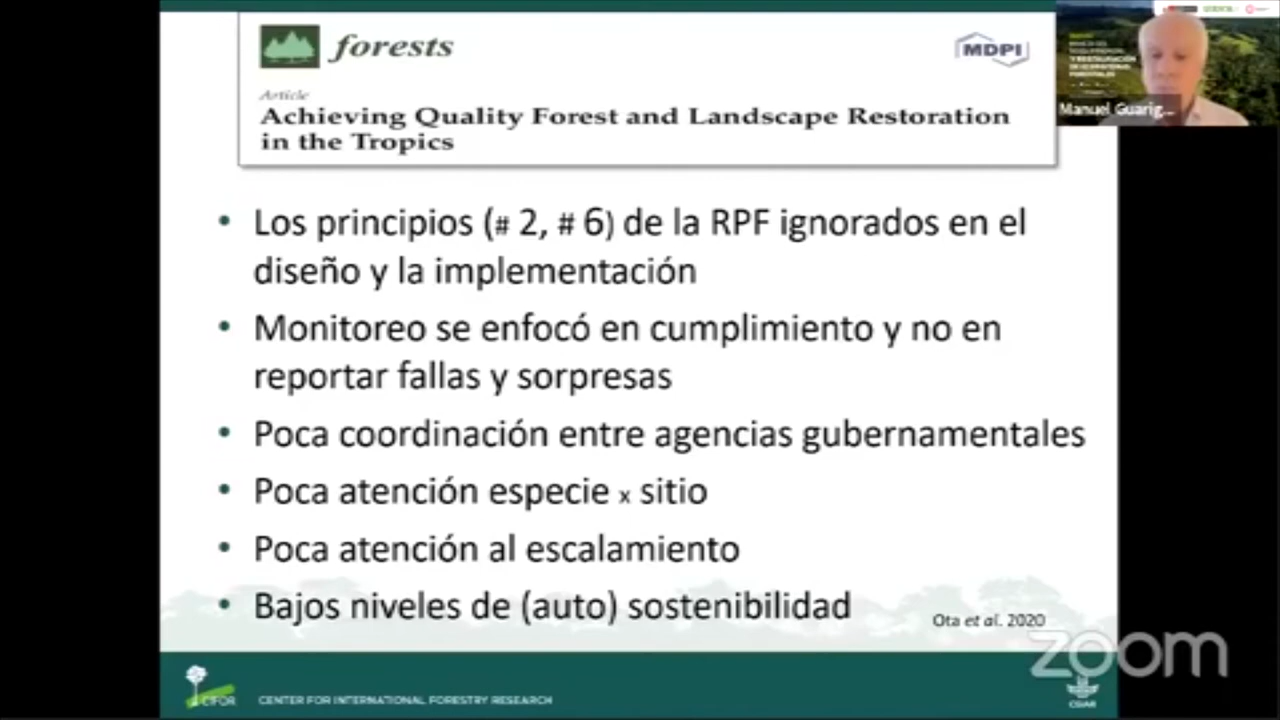 forests
MDPI
Article
Achieving Quality Forest and Landscape Restoration
in the Tropics
Manuel Guarig...
• Los principios (# 2, # 6) de la RPF ignorados en el
diseño y la implementación
• Monitoreo se enfocó en cumplimiento y no en
reportar fallas y sorpresas
• Poca coordinación entre agencias gubernamentales
• Poca atención especie x sitio
• Poca atención al escalamiento
• Bajos niveles de (auto) sostenibilidad
Ota et al. 2020
zoom
CIFOR
CENTER FOR INTERNATIONAL FORESTRY RESEARCH
CGIAR